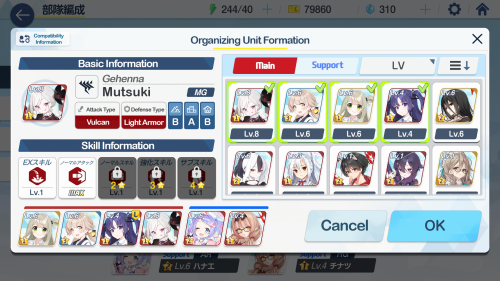 部隊編成
244/40
79860
310
Compatibility
Information
Organizing Unit Formation
Basic Information
Gehenna
Mutsuki
MG
Attack Type
Defense Type
Vulcan
Light Armor
B A B
Skill Information
EXスキル
ノーマルアタック
ノーマルスキル
強化スキル
サブスキル
Lv.1
MAX
2
3
4
Main
Support
LV
Lv.8
Lv.6
Lv.6
Lv.4
Lv.6
Cancel
OK
Lv.6 ハナエ
Lv.4 チナツ